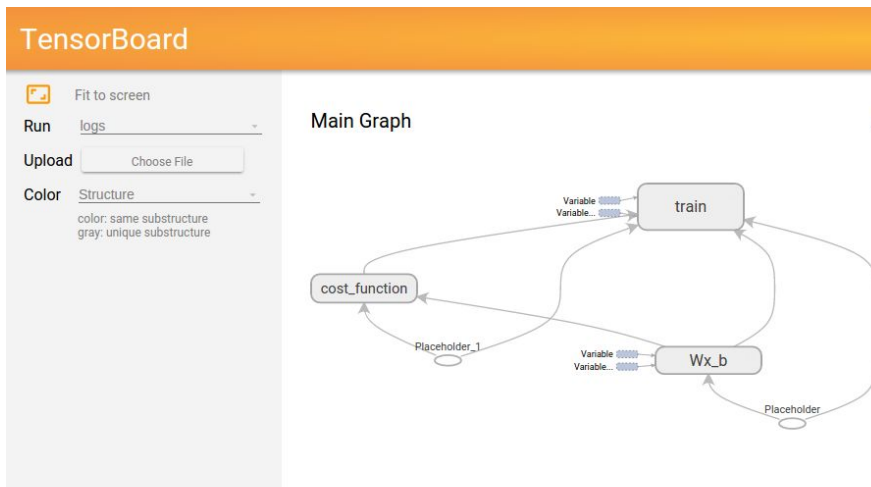 TensorBoard
Fit to screen
Run logs
Upload Choose File
Color Structure
color: same substructure
gray: unique substructure
Main Graph
Variable
Variable...
train
cost_function
Placeholder_1
Variable
Variable...
Wx_b
Placeholder